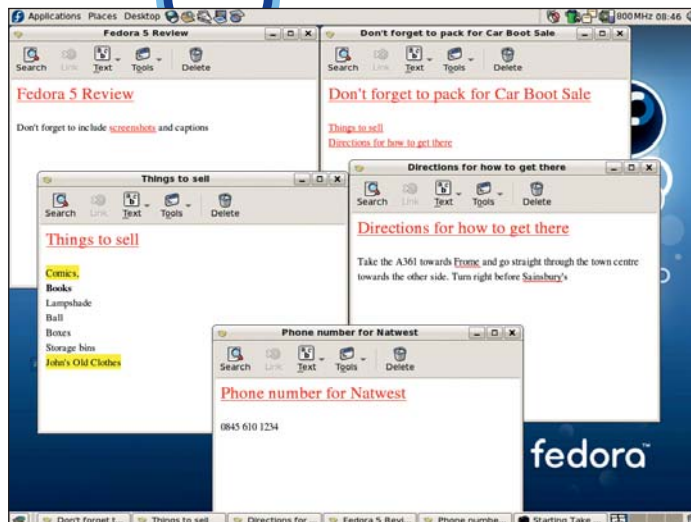 Applications Places Desktop
800 MHz 08:46
Fedora 5 Review
Search Link Text Tools Delete
Fedora 5 Review
Don't forget to include screenshots and captions
Don't forget to pack for Car Boot Sale
Search Link Text Tools Delete
Don't forget to pack for Car Boot Sale
Things to sell
Directions for how to get there
Things to sell
Search Link Text Tools Delete
Things to sell
Comics,
Books
Lampshade
Ball
Boxes
Storage bins
John's Old Clothes
Directions for how to get there
Search Link Text Tools Delete
Directions for how to get there
Take the A361 towards Frome and go straight through the town centre
towards the other side. Turn right before Sainsbury's
Phone number for Natwest
Search Link Text Tools Delete
Phone number for Natwest
0845 610 1234
fedora™
Don't forget t... Things to sell Directions for ... Fedora 5 Revi... Phone numbe... Starting Take